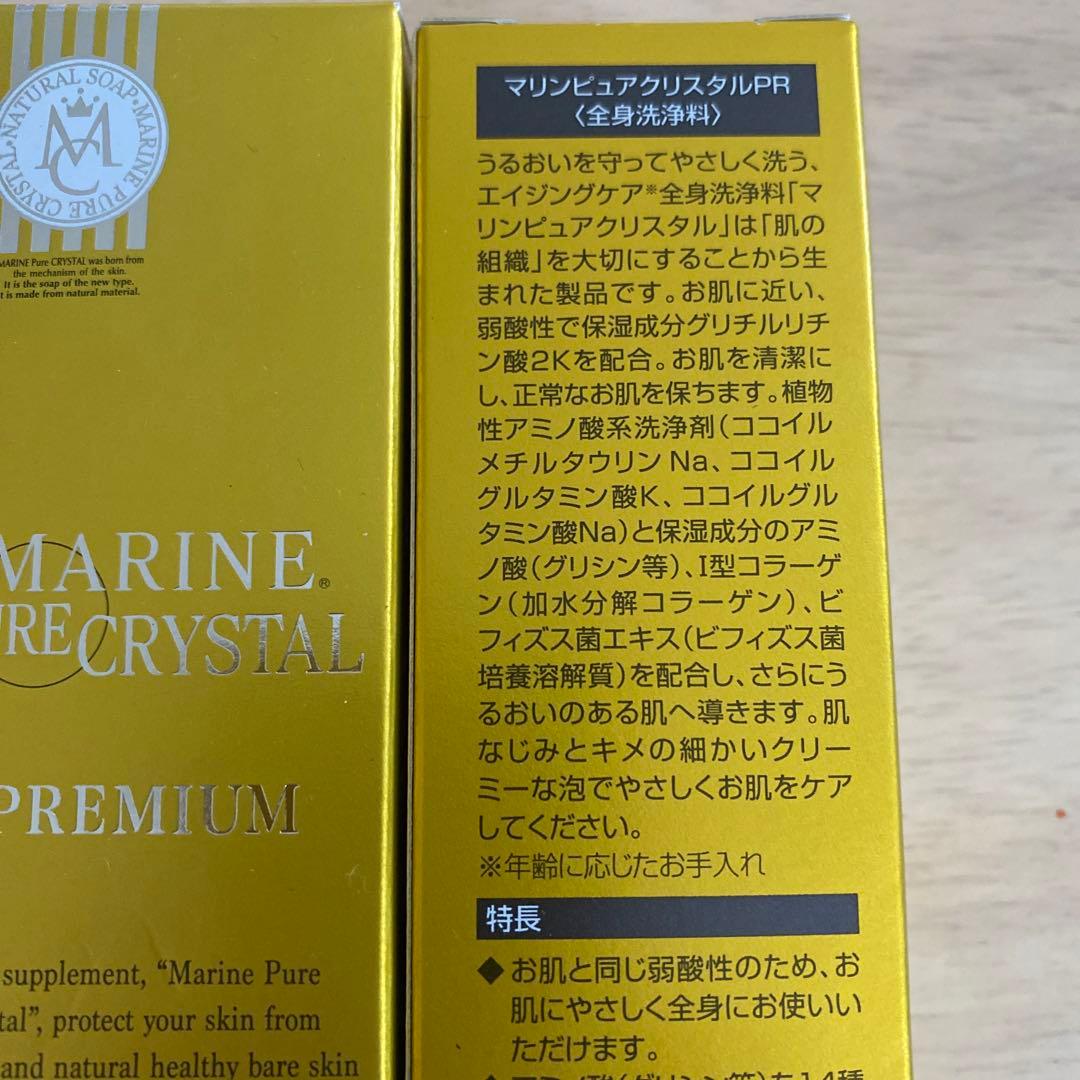 NATURAL SOAP・MARINE PURE CRYSTAL・
MC
MARINE Pure CRYSTAL was born from
the mechanism of the skin.
It is the soap of the new type.
It is made from natural material.
MARINE®
URE CRYSTAL
PREMIUM
supplement, “Marine Pure
tal”, protect your skin from
and natural healthy bare skin
マリンピュアクリスタルPR
〈全身洗浄料〉
うるおいを守ってやさしく洗う、
エイジングケア※全身洗浄料「マ
リンピュアクリスタル」は「肌の
組織」を大切にすることから生
まれた製品です。お肌に近い、
弱酸性で保湿成分グリチルリチ
ン酸2Kを配合。お肌を清潔に
し、正常なお肌を保ちます。植物
性アミノ酸系洗浄剤（ココイル
メチルタウリンNa、ココイル
グルタミン酸K、ココイルグル
タミン酸Na）と保湿成分のアミ
ノ酸（グリシン等）、I型コラーゲ
ン（加水分解コラーゲン）、ビ
フィズス菌エキス（ビフィズス菌
培養溶解質）を配合し、さらにう
るおいのある肌へ導きます。肌
なじみとキメの細かいクリー
ミーな泡でやさしくお肌をケア
してください。
※年齢に応じたお手入れ
特長
◆お肌と同じ弱酸性のため、お
肌にやさしく全身にお使いい
ただけます。
◆アミノ酸（グリシン等）を14種